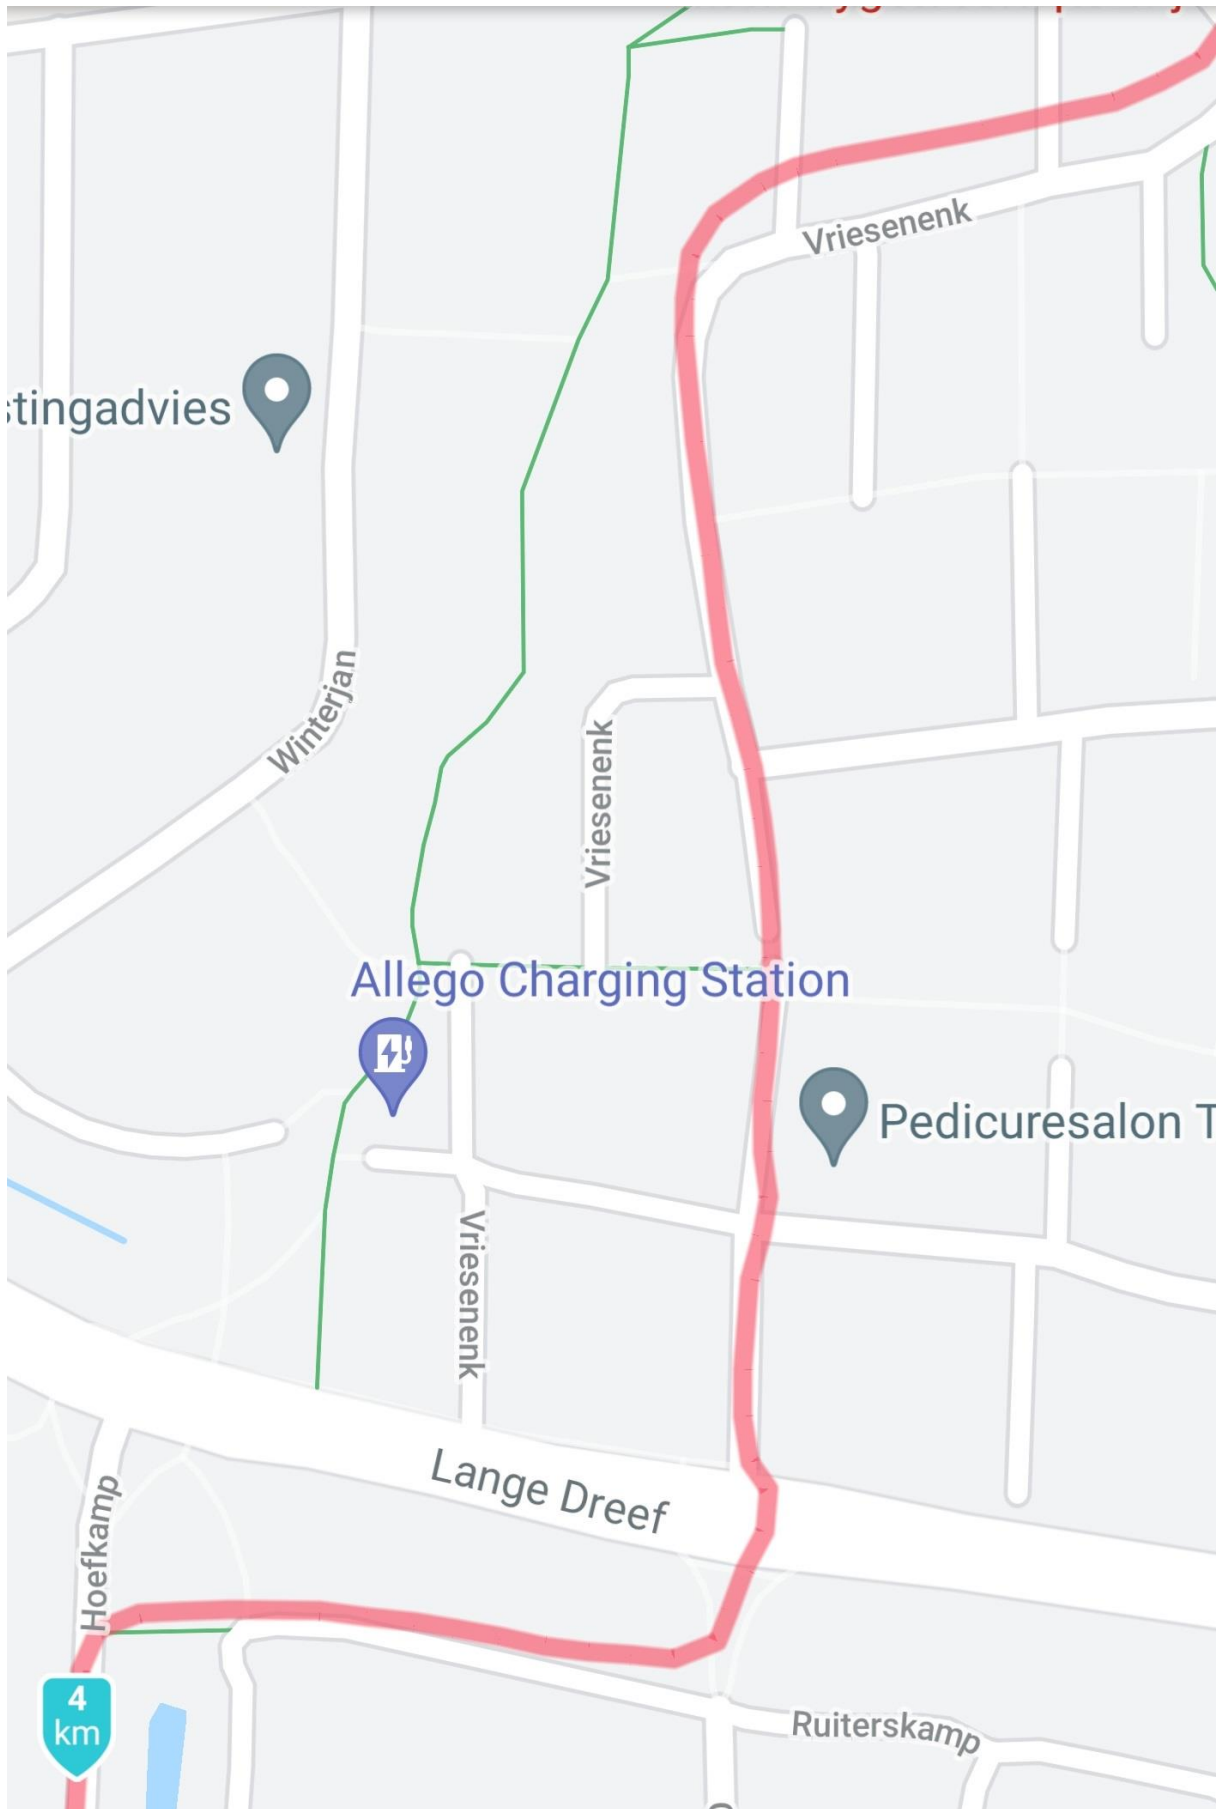 Vriesenenk
stingadvies
Winterjan
Vriesenenk
Allego Charging Station
Pedicuresalon T
Vriesenenk
Lange Dreef
Hoefkamp
4
km
Ruiterskamp